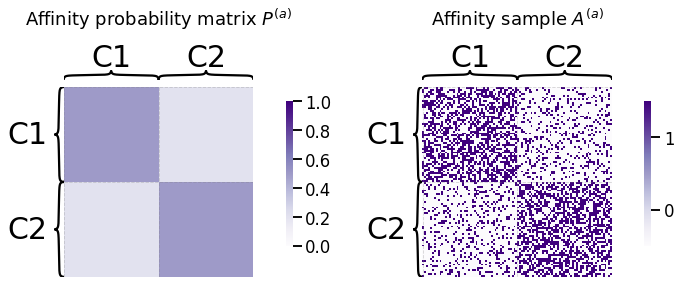 Affinity probability matrix P^(a)
C1 C2
C1
C2
1.0
0.8
0.6
0.4
0.2
0.0
Affinity sample A^(a)
C1 C2
C1
C2
1
0